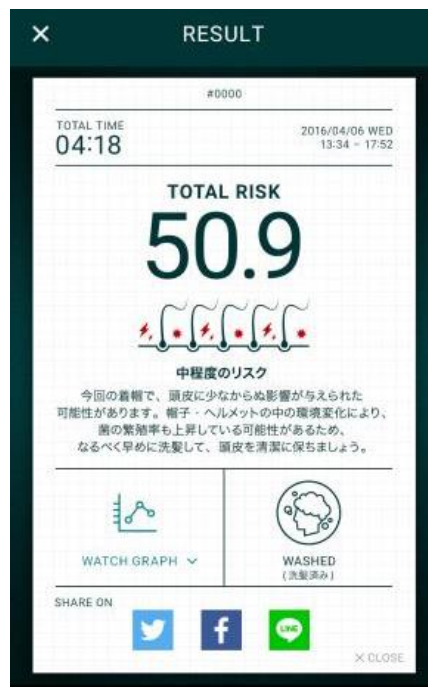 RESULT
#0000
TOTAL TIME
04:18
2016/04/06 WED
13:34 - 17:52
TOTAL RISK
50.9
中程度のリスク
今回の着帽で、頭皮に少なからぬ影響が与えられた
可能性があります。帽子・ヘルメットの中の環境変化により、
菌の繁殖率も上昇している可能性があるため、
なるべく早めに洗髪して、頭皮を清潔に保ちましょう。
WATCH GRAPH
WASHED
(洗髪済み)
SHARE ON
LINE
× CLOSE